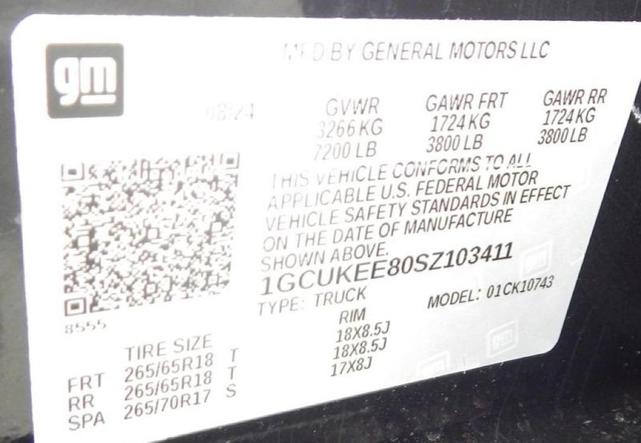 gm
MFD BY GENERAL MOTORS LLC
08/24
GVWR GAWR FRT GAWR RR
3266 KG 1724 KG 1724 KG
7200 LB 3800 LB 3800 LB
THIS VEHICLE CONFORMS TO ALL
APPLICABLE U.S. FEDERAL MOTOR
VEHICLE SAFETY STANDARDS IN EFFECT
ON THE DATE OF MANUFACTURE
SHOWN ABOVE.
1GCUKEE80SZ103411
TYPE: TRUCK MODEL: 01CK10743
8555
TIRE SIZE RIM
FRT 265/65R18 T 18X8.5J
RR 265/65R18 T 18X8.5J
SPA 265/70R17 S 17X8J